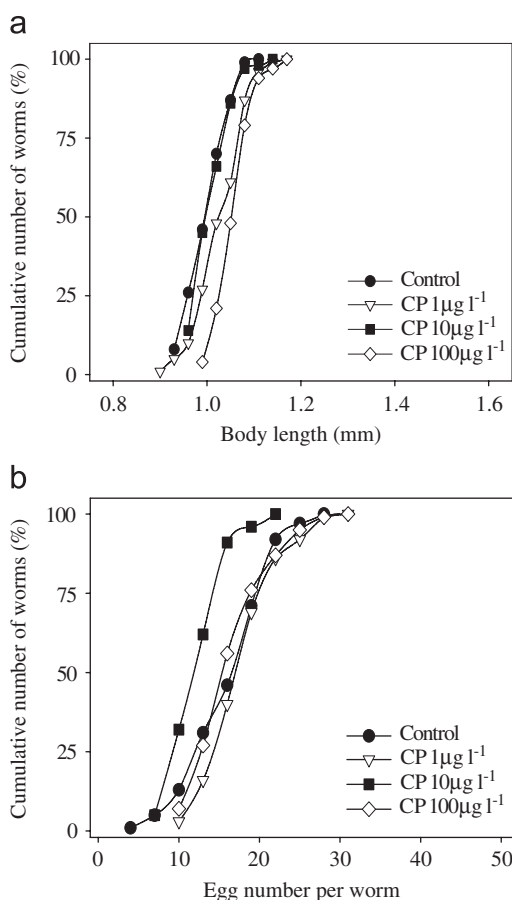 a
100
75
50
25
0
Cumulative number of worms (%)
Control
CP 1µg l⁻¹
CP 10µg l⁻¹
CP 100µg l⁻¹
0.8 1.0 1.2 1.4 1.6
Body length (mm)
b
100
75
50
25
0
Cumulative number of worms (%)
Control
CP 1µg l⁻¹
CP 10µg l⁻¹
CP 100µg l⁻¹
0 10 20 30 40 50
Egg number per worm